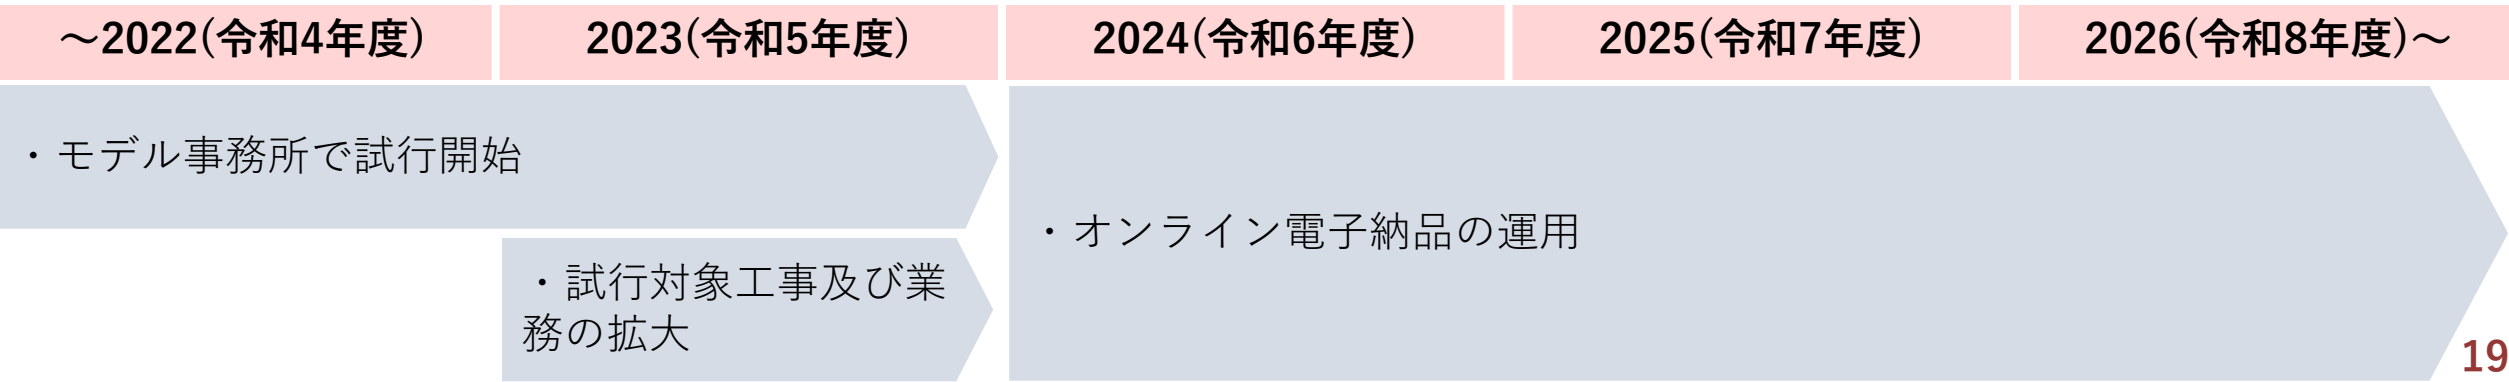 ～2022(令和4年度)
2023(令和5年度)
2024(令和6年度)
2025(令和7年度)
2026(令和8年度)～
・モデル事務所で試行開始
・オンライン電子納品の運用
・試行対象工事及び業
務の拡大
19